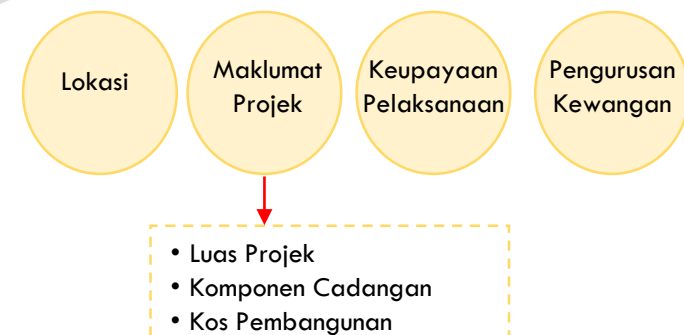 Lokasi
Maklumat
Projek
Keupayaan
Pelaksanaan
Pengurusan
Kewangan
• Luas Projek
• Komponen Cadangan
• Kos Pembangunan